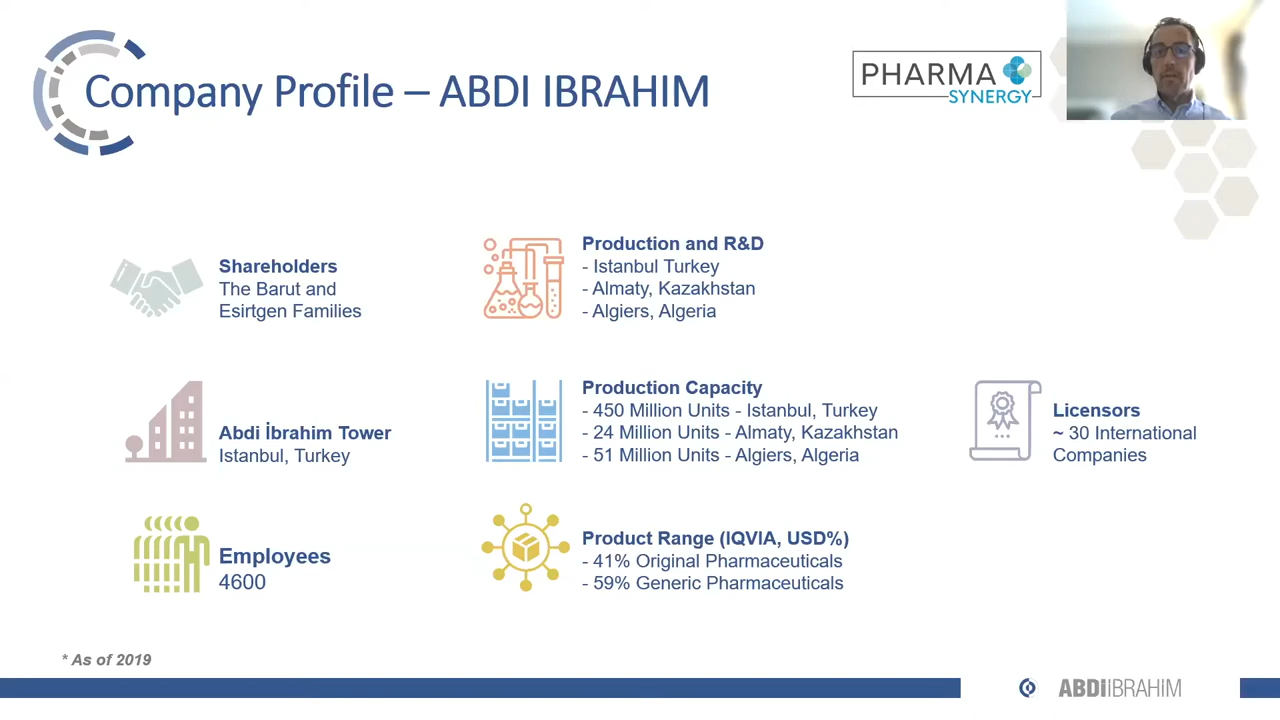 Company Profile – ABDI IBRAHIM
PHARMA
SYNERGY
Shareholders
The Barut and
Esirtgen Families
Production and R&D
- Istanbul Turkey
- Almaty, Kazakhstan
- Algiers, Algeria
Abdi İbrahim Tower
Istanbul, Turkey
Production Capacity
- 450 Million Units - Istanbul, Turkey
- 24 Million Units - Almaty, Kazakhstan
- 51 Million Units - Algiers, Algeria
Licensors
~ 30 International
Companies
Employees
4600
Product Range (IQVIA, USD%)
- 41% Original Pharmaceuticals
- 59% Generic Pharmaceuticals
* As of 2019
ABDIIBRAHIM